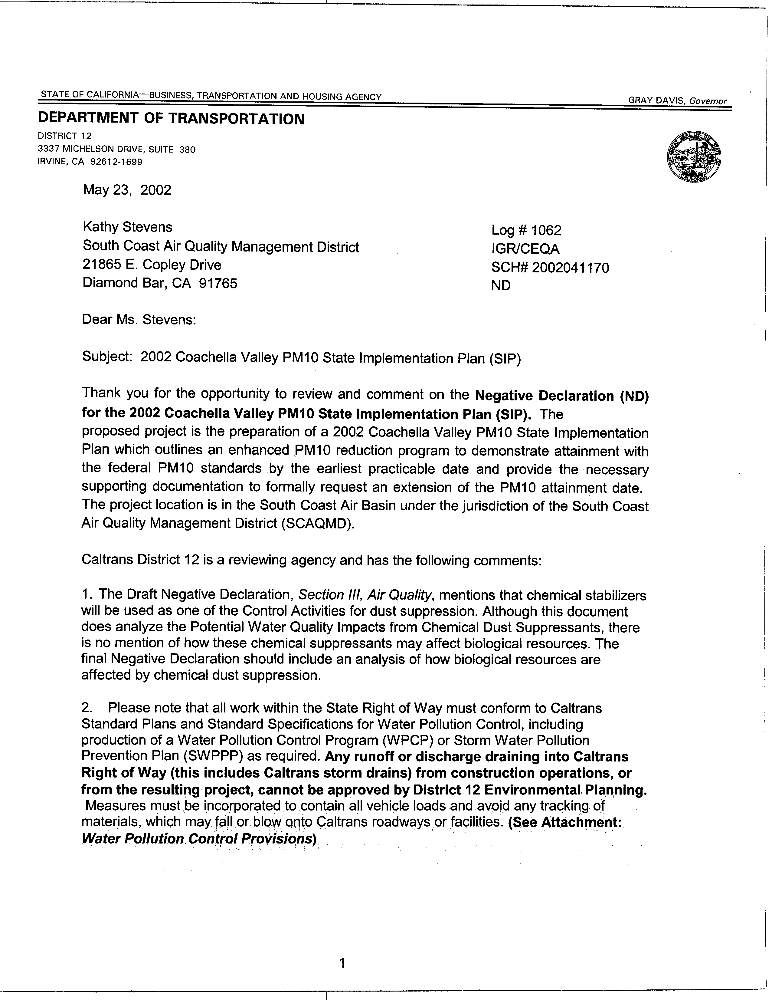 STATE OF CALIFORNIA—BUSINESS, TRANSPORTATION AND HOUSING AGENCY
GRAY DAVIS, Governor
DEPARTMENT OF TRANSPORTATION
DISTRICT 12
3337 MICHELSON DRIVE, SUITE 380
IRVINE, CA 92612-1699
THE GREAT SEAL OF THE STATE OF CALIFORNIA
May 23, 2002
Kathy Stevens
South Coast Air Quality Management District
21865 E. Copley Drive
Diamond Bar, CA 91765
Log # 1062
IGR/CEQA
SCH# 2002041170
ND
Dear Ms. Stevens:
Subject: 2002 Coachella Valley PM10 State Implementation Plan (SIP)
Thank you for the opportunity to review and comment on the Negative Declaration (ND)
for the 2002 Coachella Valley PM10 State Implementation Plan (SIP). The
proposed project is the preparation of a 2002 Coachella Valley PM10 State Implementation
Plan which outlines an enhanced PM10 reduction program to demonstrate attainment with
the federal PM10 standards by the earliest practicable date and provide the necessary
supporting documentation to formally request an extension of the PM10 attainment date.
The project location is in the South Coast Air Basin under the jurisdiction of the South Coast
Air Quality Management District (SCAQMD).
Caltrans District 12 is a reviewing agency and has the following comments:
1. The Draft Negative Declaration, Section III, Air Quality, mentions that chemical stabilizers
will be used as one of the Control Activities for dust suppression. Although this document
does analyze the Potential Water Quality Impacts from Chemical Dust Suppressants, there
is no mention of how these chemical suppressants may affect biological resources. The
final Negative Declaration should include an analysis of how biological resources are
affected by chemical dust suppression.
2. Please note that all work within the State Right of Way must conform to Caltrans
Standard Plans and Standard Specifications for Water Pollution Control, including
production of a Water Pollution Control Program (WPCP) or Storm Water Pollution
Prevention Plan (SWPPP) as required. Any runoff or discharge draining into Caltrans
Right of Way (this includes Caltrans storm drains) from construction operations, or
from the resulting project, cannot be approved by District 12 Environmental Planning.
Measures must be incorporated to contain all vehicle loads and avoid any tracking of
materials, which may fall or blow onto Caltrans roadways or facilities. (See Attachment:
Water Pollution Control Provisions)
1